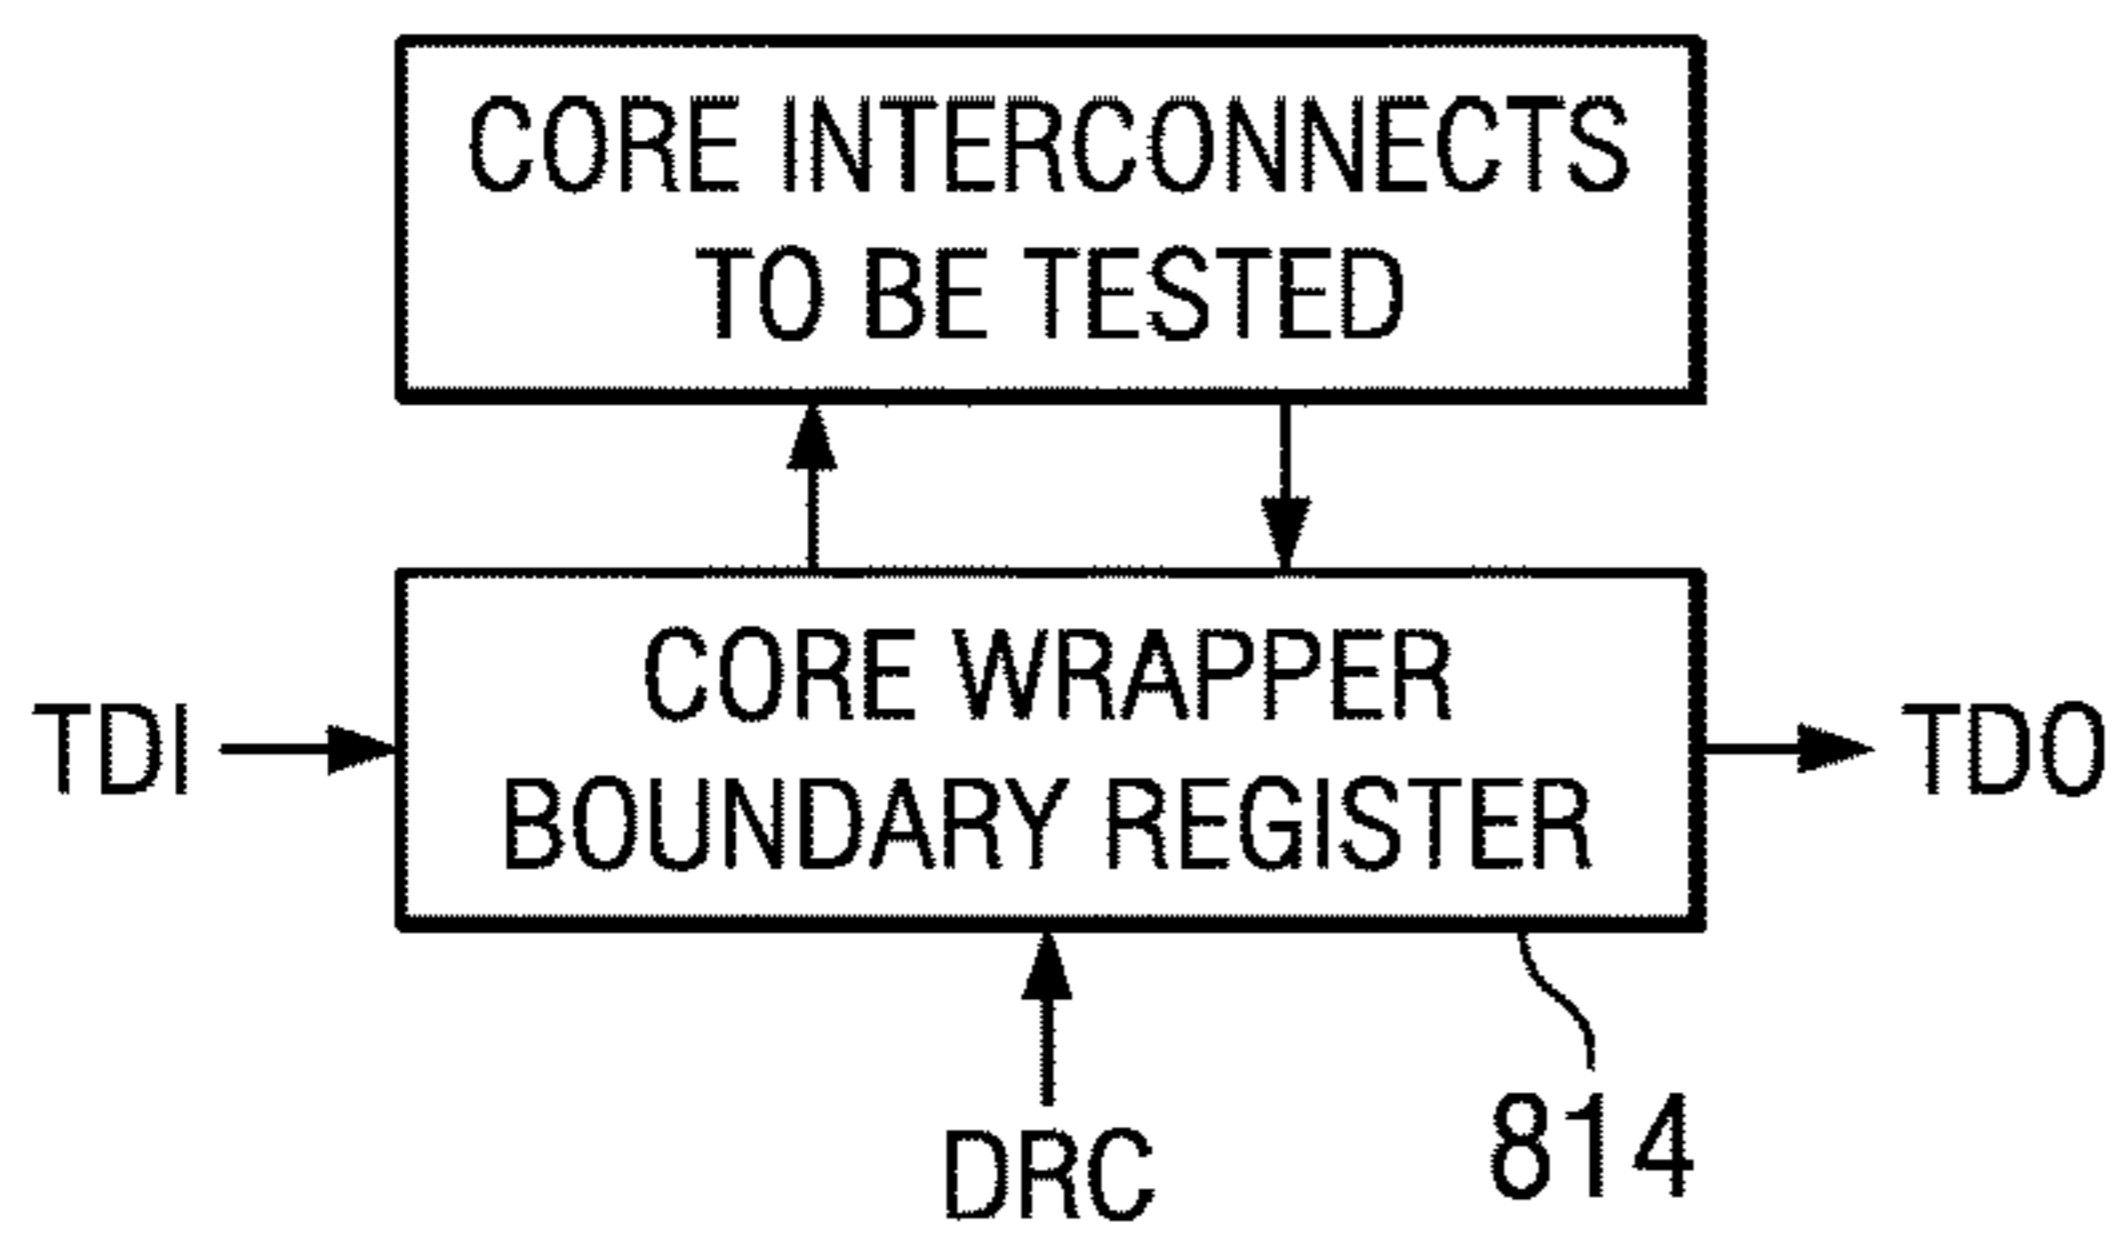 CORE INTERCONNECTS
TO BE TESTED
CORE WRAPPER
BOUNDARY REGISTER
TDI
TDO
DRC
814